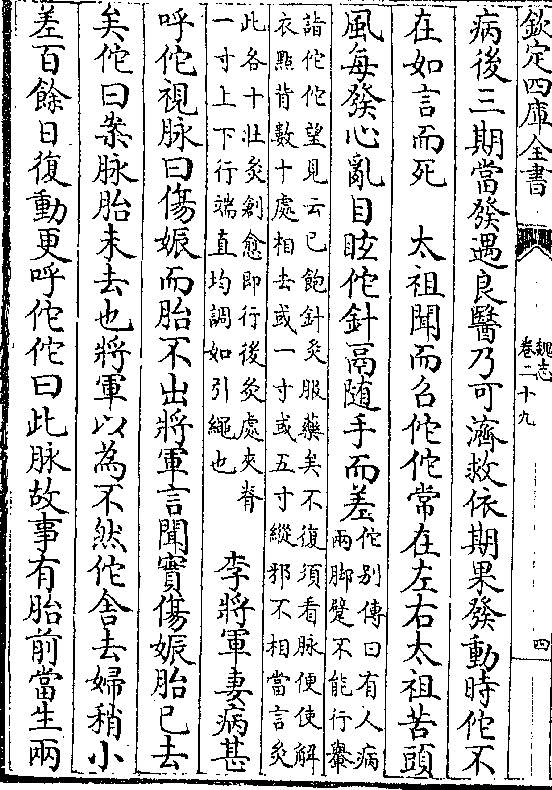 欽定四庫全書
魏志
卷二十九
四
病後三期當發遇良醫乃可濟救依期果發動時佗不
在如言而死　太祖聞而召佗佗常在左右太祖苦頭
風每發心亂目眩佗針鬲隨手而差
佗别傳曰有人病
兩脚躄不能行轝
詣佗佗望見云已飽針灸服藥矣不復須看脉便使解
衣點背數十處相去或一寸或五寸縱邪不相當言灸
此各十壯灸創愈即行後灸處夾脊
一寸上下行端直均調如引繩也
李將軍妻病甚
呼佗視脉曰傷娠而胎不出將軍言聞實傷娠胎已去
矣佗曰案脉胎未去也將軍以為不然佗舍去婦稍小
差百餘日復動更呼佗佗曰此脉故事有胎前當生兩